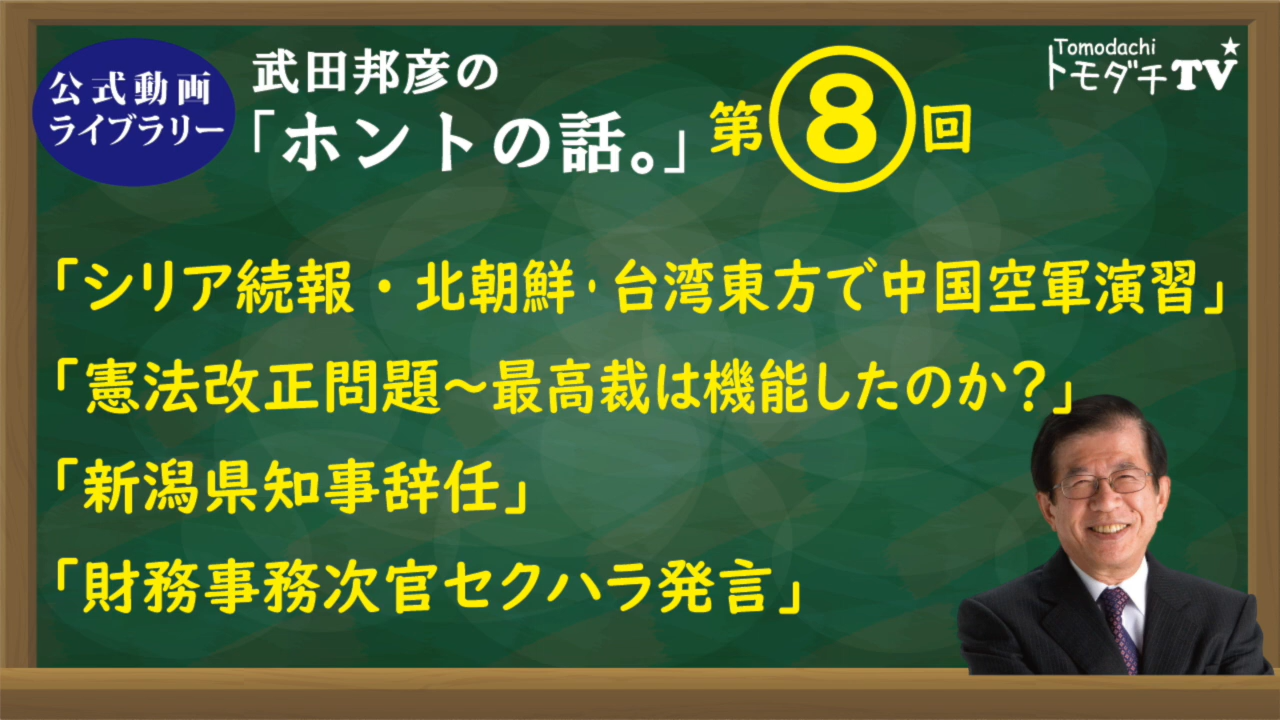 公式動画
ライブラリー
武田邦彦の
「ホントの話。」
第8回
Tomodachi
トモダチTV
「シリア続報・北朝鮮・台湾東方で中国空軍演習」
「憲法改正問題～最高裁は機能したのか？」
「新潟県知事辞任」
「財務事務次官セクハラ発言」